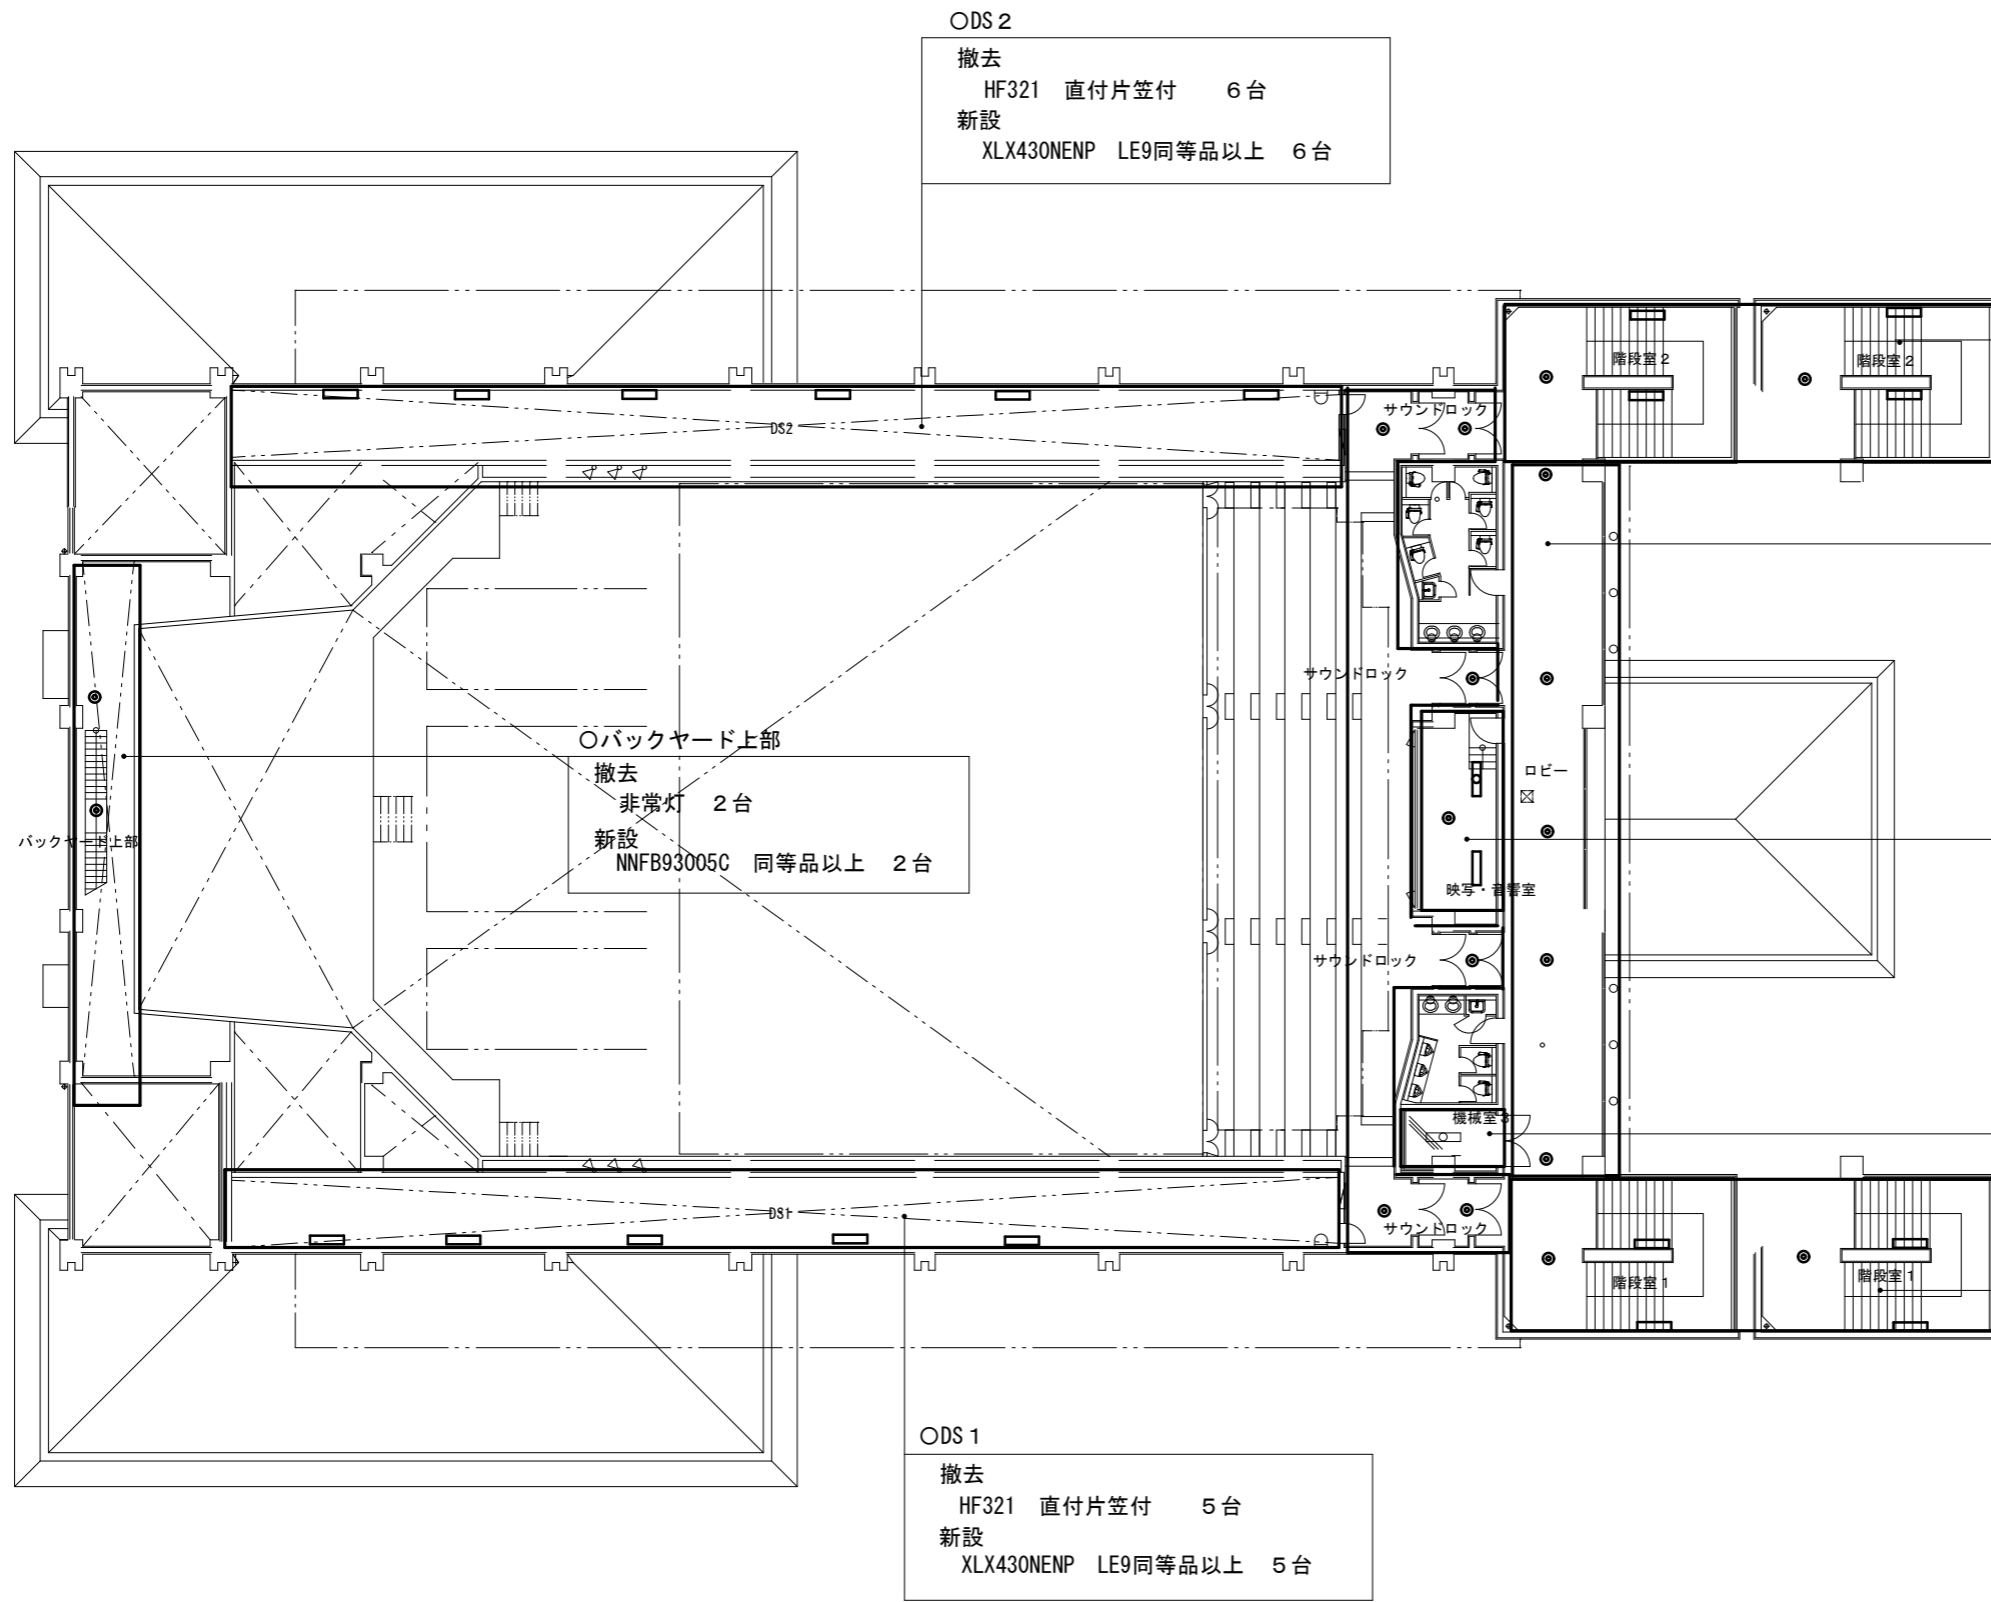 ○DS２
撤去
HF321 直付片笠付 ６台
新設
XLX430NENP LE9同等品以上 ６台
階段室２
階段室２
サウンドロック
DS2
サウンドロック
○バックヤード上部
撤去
非常灯 ２台
新設
NNFB93005C 同等品以上 ２台
ロビー
バックヤード上部
映写・音響室
サウンドロック
機械室３
DS1
サウンドロック
階段室１
階段室１
○DS１
撤去
HF321 直付片笠付 ５台
新設
XLX430NENP LE9同等品以上 ５台